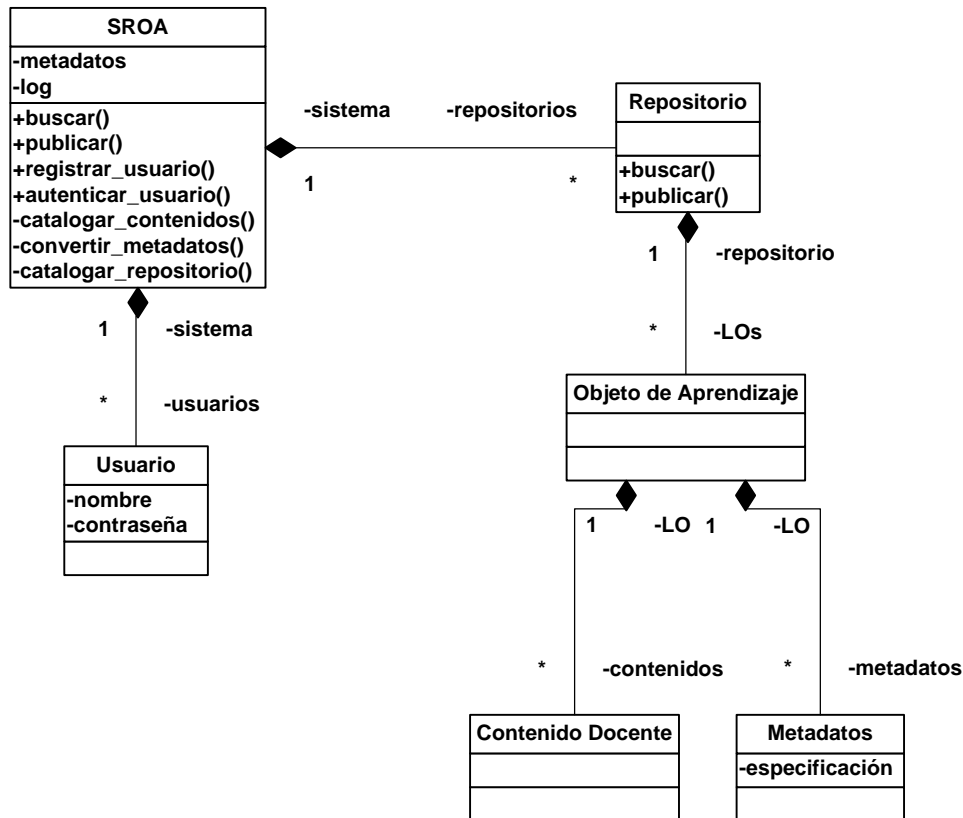 SROA
-metadatos
-log
+buscar()
+publicar()
+registrar_usuario()
+autenticar_usuario()
-catalogar_contenidos()
-convertir_metadatos()
-catalogar_repositorio()
-sistema -repositorios
1 *
Repositorio
+buscar()
+publicar()
1 -repositorio
* -LOs
1 -sistema
* -usuarios
Usuario
-nombre
-contraseña
Objeto de Aprendizaje
1 -LO 1 -LO
* -contenidos * -metadatos
Contenido Docente
Metadatos
-especificación